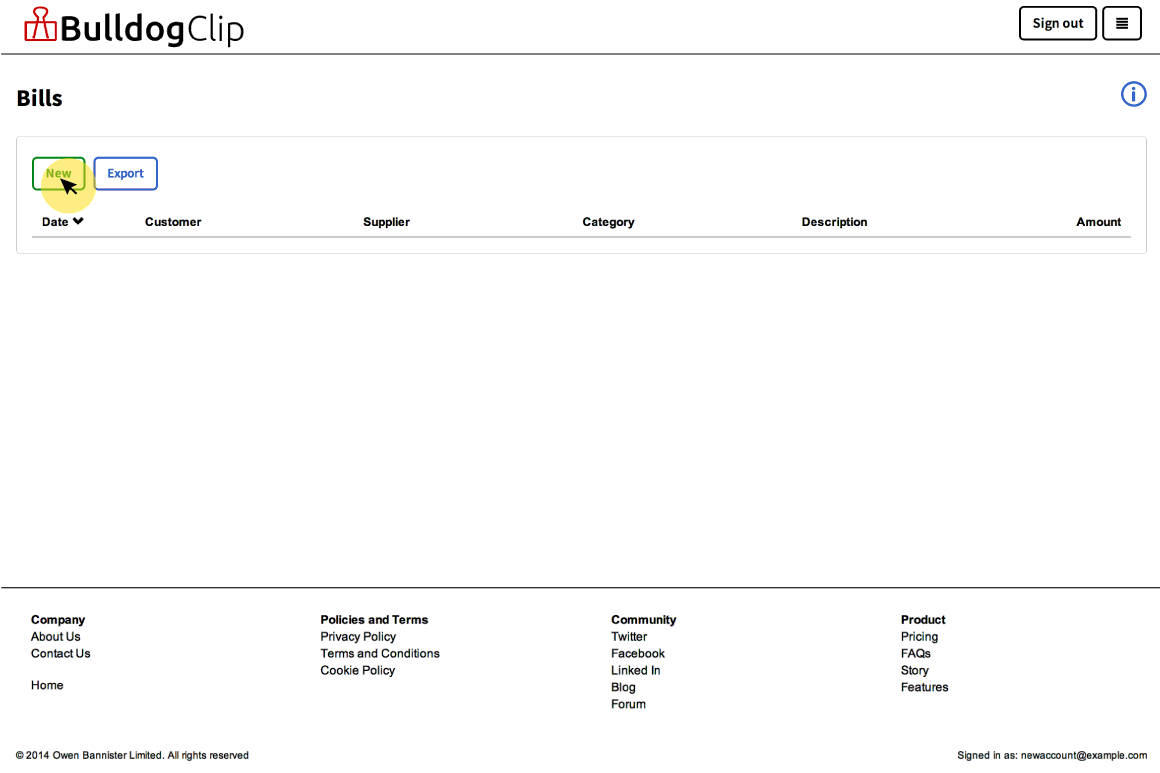 BulldogClip
Sign out
Bills
New Export
Date Customer Supplier Category Description Amount
Company Policies and Terms Community Product
About Us Privacy Policy Twitter Pricing
Contact Us Terms and Conditions Facebook FAQs
Cookie Policy Linked In Story
Home Blog Features
Forum
© 2014 Owen Bannister Limited. All rights reserved Signed in as: newaccount@example.com